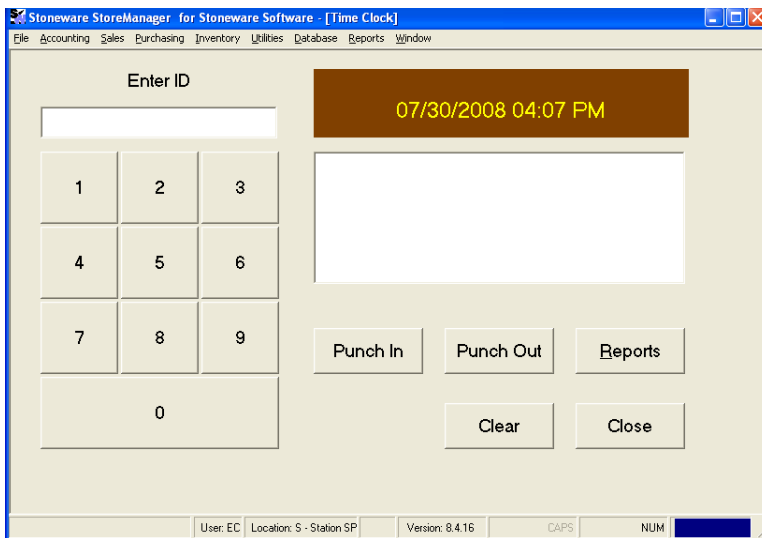 Stoneware StoreManager for Stoneware Software - [Time Clock]
File Accounting Sales Purchasing Inventory Utilities Database Reports Window
Enter ID
07/30/2008 04:07 PM
1 2 3
4 5 6
7 8 9
Punch In Punch Out Reports
0
Clear Close
User: EC Location: S - Station SP Version: 8.4.16 CAPS NUM